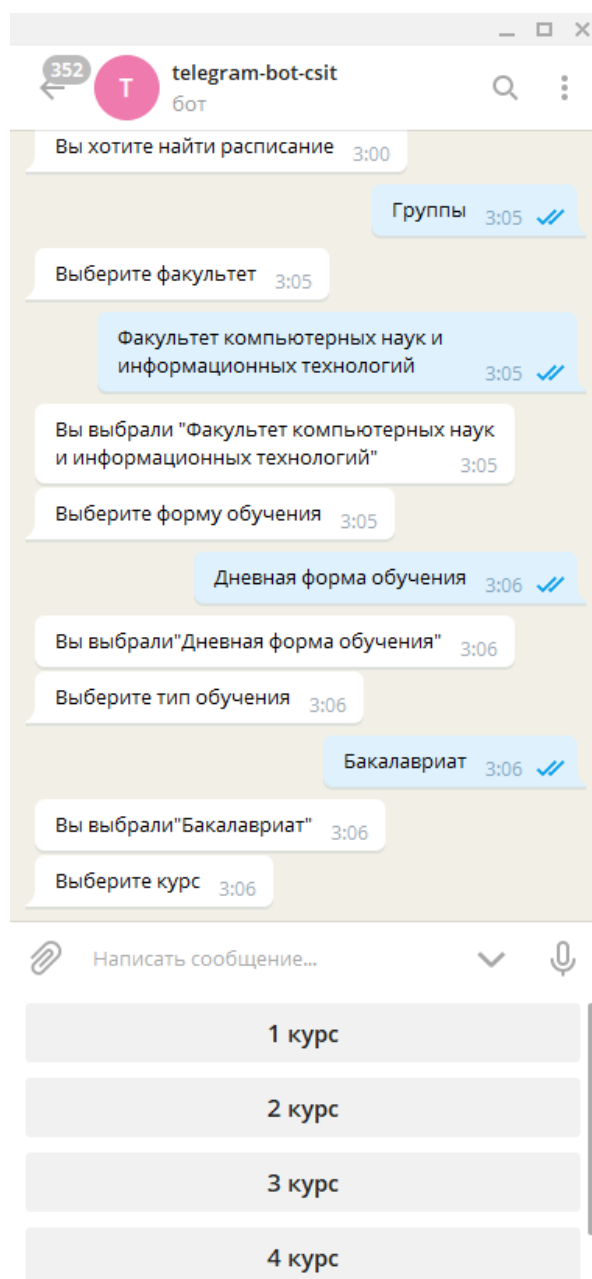 352
T
telegram-bot-csit
бот
Вы хотите найти расписание 3:00
Группы 3:05
Выберите факультет 3:05
Факультет компьютерных наук и
информационных технологий 3:05
Вы выбрали "Факультет компьютерных наук
и информационных технологий" 3:05
Выберите форму обучения 3:05
Дневная форма обучения 3:06
Вы выбрали"Дневная форма обучения" 3:06
Выберите тип обучения 3:06
Бакалавриат 3:06
Вы выбрали"Бакалавриат" 3:06
Выберите курс 3:06
Написать сообщение...
1 курс
2 курс
3 курс
4 курс